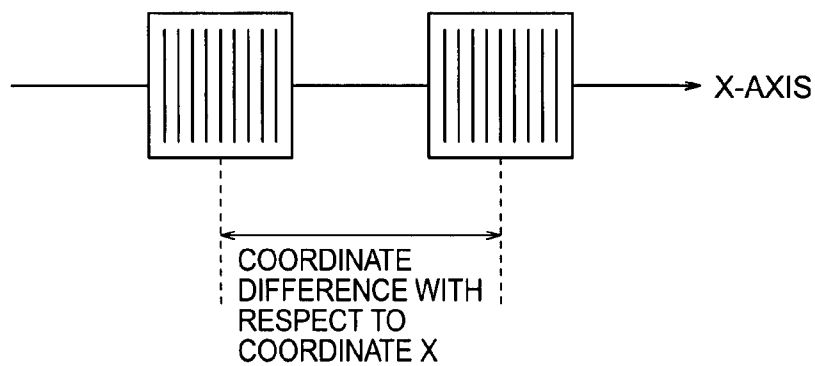 X-AXIS
COORDINATE
DIFFERENCE WITH
RESPECT TO
COORDINATE X